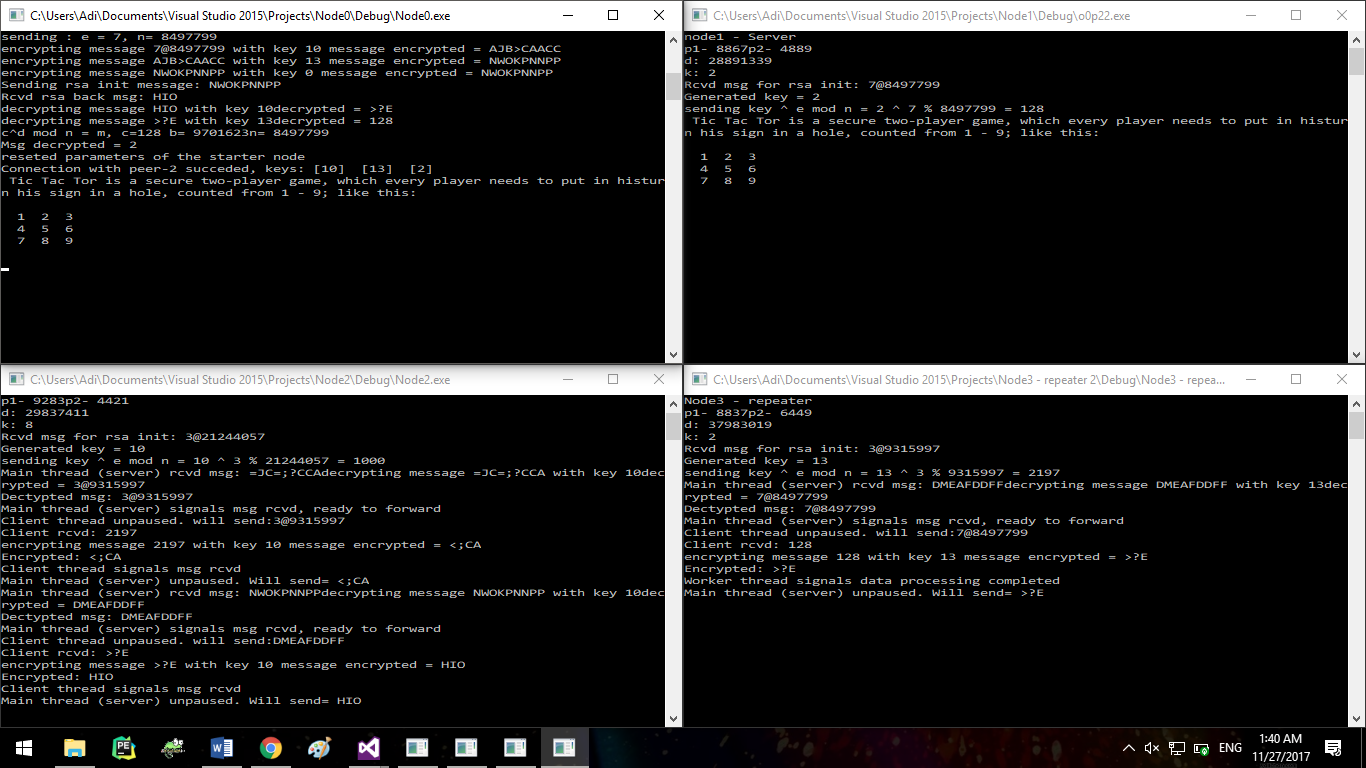 C:\Users\Adi\Documents\Visual Studio 2015\Projects\Node0\Debug\Node0.exe
sending : e = 7, n= 8497799
encrypting message 7@8497799 with key 10 message encrypted = AJB>CAACC
encrypting message AJB>CAACC with key 13 message encrypted = NWOKPNNPP
encrypting message NWOKPNNPP with key 0 message encrypted = NWOKPNNPP
Sending rsa init message: NWOKPNNPP
Rcvd rsa back msg: HIO
decrypting message HIO with key 10decrypted = >?E
decrypting message >?E with key 13decrypted = 128
c^d mod n = m, c=128 b= 9701623n= 8497799
Msg decrypted = 2
reseted parameters of the starter node
Connection with peer-2 succeded, keys: [10]  [13]  [2]
 Tic Tac Tor is a secure two-player game, which every player needs to put in histur
n his sign in a hole, counted from 1 - 9; like this:
1 2 3
4 5 6
7 8 9
C:\Users\Adi\Documents\Visual Studio 2015\Projects\Node1\Debug\o0p22.exe
node1 - Server
p1- 8867p2- 4889
d: 28891339
k: 2
Rcvd msg for rsa init: 7@8497799
Generated key = 2
sending key ^ e mod n = 2 ^ 7 % 8497799 = 128
 Tic Tac Tor is a secure two-player game, which every player needs to put in histur
n his sign in a hole, counted from 1 - 9; like this:
1 2 3
4 5 6
7 8 9
C:\Users\Adi\Documents\Visual Studio 2015\Projects\Node2\Debug\Node2.exe
p1- 9283p2- 4421
d: 29837411
k: 8
Rcvd msg for rsa init: 3@21244057
Generated key = 10
sending key ^ e mod n = 10 ^ 3 % 21244057 = 1000
Main thread (server) rcvd msg: =JC=;?CCAdecrypting message =JC=;?CCA with key 10dec
rypted = 3@9315997
Dectypted msg: 3@9315997
Main thread (server) signals msg rcvd, ready to forward
Client thread unpaused. will send:3@9315997
Client rcvd: 2197
encrypting message 2197 with key 10 message encrypted = <;CA
Encrypted: <;CA
Client thread signals msg rcvd
Main thread (server) unpaused. Will send= <;CA
Main thread (server) rcvd msg: NWOKPNNPPdecrypting message NWOKPNNPP with key 10dec
rypted = DMEAFDDFF
Dectypted msg: DMEAFDDFF
Main thread (server) signals msg rcvd, ready to forward
Client thread unpaused. will send:DMEAFDDFF
Client rcvd: >?E
encrypting message >?E with key 10 message encrypted = HIO
Encrypted: HIO
Client thread signals msg rcvd
Main thread (server) unpaused. Will send= HIO
C:\Users\Adi\Documents\Visual Studio 2015\Projects\Node3 - repeater 2\Debug\Node3 - repea...
Node3 - repeater
p1- 8837p2- 6449
d: 37983019
k: 2
Rcvd msg for rsa init: 3@9315997
Generated key = 13
sending key ^ e mod n = 13 ^ 3 % 9315997 = 2197
Main thread (server) rcvd msg: DMEAFDDFFdecrypting message DMEAFDDFF with key 13dec
rypted = 7@8497799
Dectypted msg: 7@8497799
Main thread (server) signals msg rcvd, ready to forward
Client thread unpaused. will send:7@8497799
Client rcvd: 128
encrypting message 128 with key 13 message encrypted = >?E
Encrypted: >?E
Worker thread signals data processing completed
Main thread (server) unpaused. Will send= >?E
PE
ENG
1:40 AM
11/27/2017